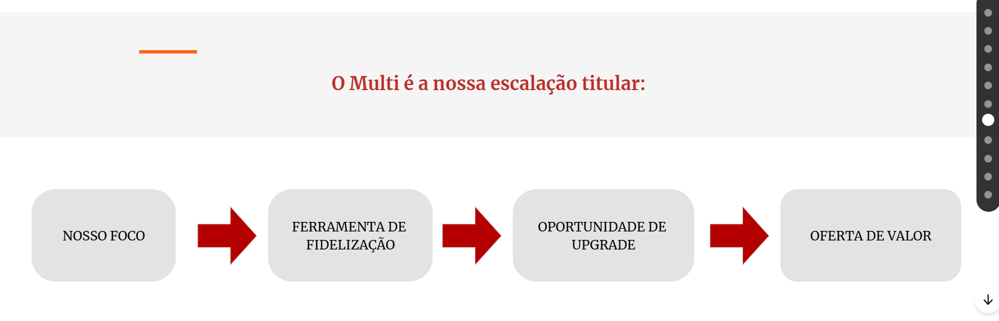 O Multi é a nossa escalação titular:
NOSSO FOCO
FERRAMENTA DE
FIDELIZAÇÃO
OPORTUNIDADE DE
UPGRADE
OFERTA DE VALOR